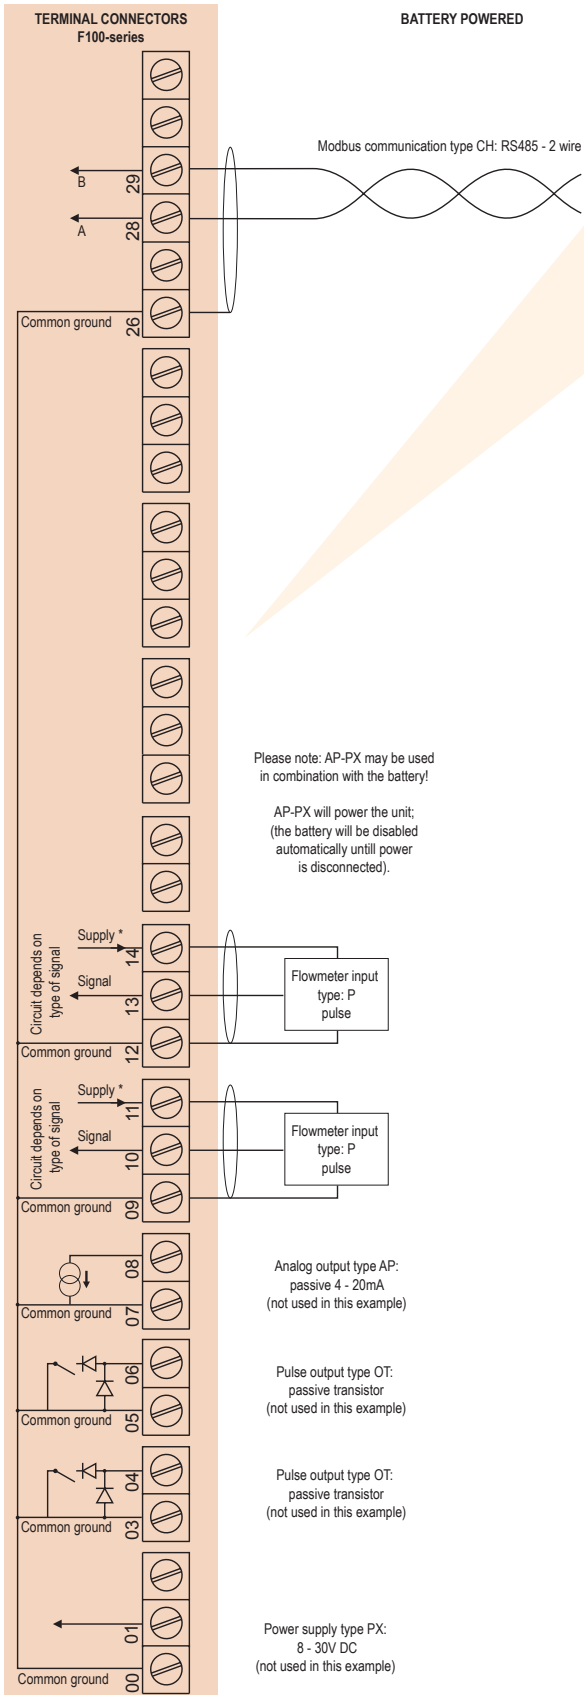 TERMINAL CONNECTORS
F100-series
BATTERY POWERED
Modbus communication type CH: RS485 - 2 wire
B
29
A
28
Common ground
26
Please note: AP-PX may be used
in combination with the battery!
AP-PX will power the unit;
(the battery will be disabled
automatically untill power
is disconnected).
Circuit depends on
type of signal
Supply *
14
Signal
13
Common ground
12
Flowmeter input
type: P
pulse
Circuit depends on
type of signal
Supply *
11
Signal
10
Common ground
09
Flowmeter input
type: P
pulse
08
Common ground
07
Analog output type AP:
passive 4 - 20mA
(not used in this example)
06
Common ground
05
Pulse output type OT:
passive transistor
(not used in this example)
04
Common ground
03
Pulse output type OT:
passive transistor
(not used in this example)
01
Common ground
00
Power supply type PX:
8 - 30V DC
(not used in this example)